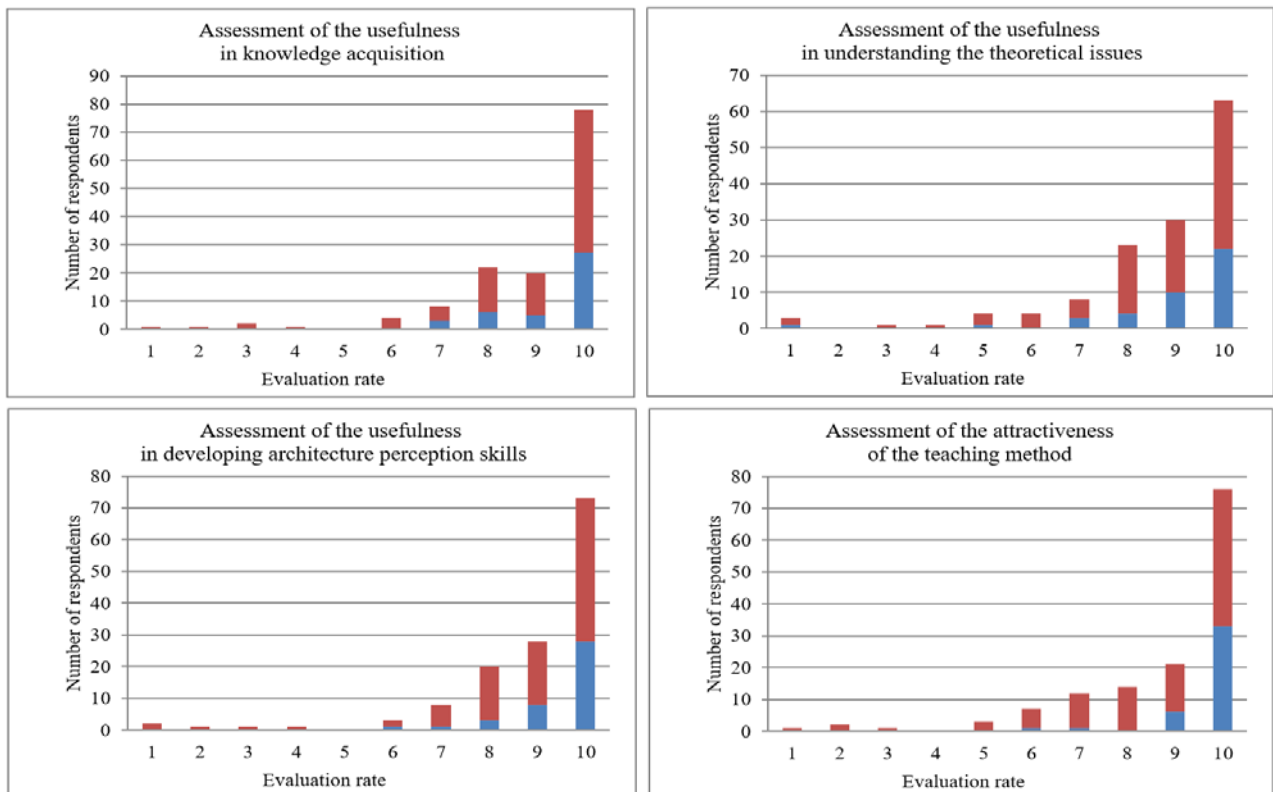 Assessment of the usefulness
in knowledge acquisition
Number of respondents
90
80
70
60
50
40
30
20
10
0
1 2 3 4 5 6 7 8 9 10
Evaluation rate
Assessment of the usefulness
in understanding the theoretical issues
Number of respondents
70
60
50
40
30
20
10
0
1 2 3 4 5 6 7 8 9 10
Evaluation rate
Assessment of the usefulness
in developing architecture perception skills
Number of respondents
80
70
60
50
40
30
20
10
0
1 2 3 4 5 6 7 8 9 10
Evaluation rate
Assessment of the attractiveness
of the teaching method
Number of respondents
80
70
60
50
40
30
20
10
0
1 2 3 4 5 6 7 8 9 10
Evaluation rate